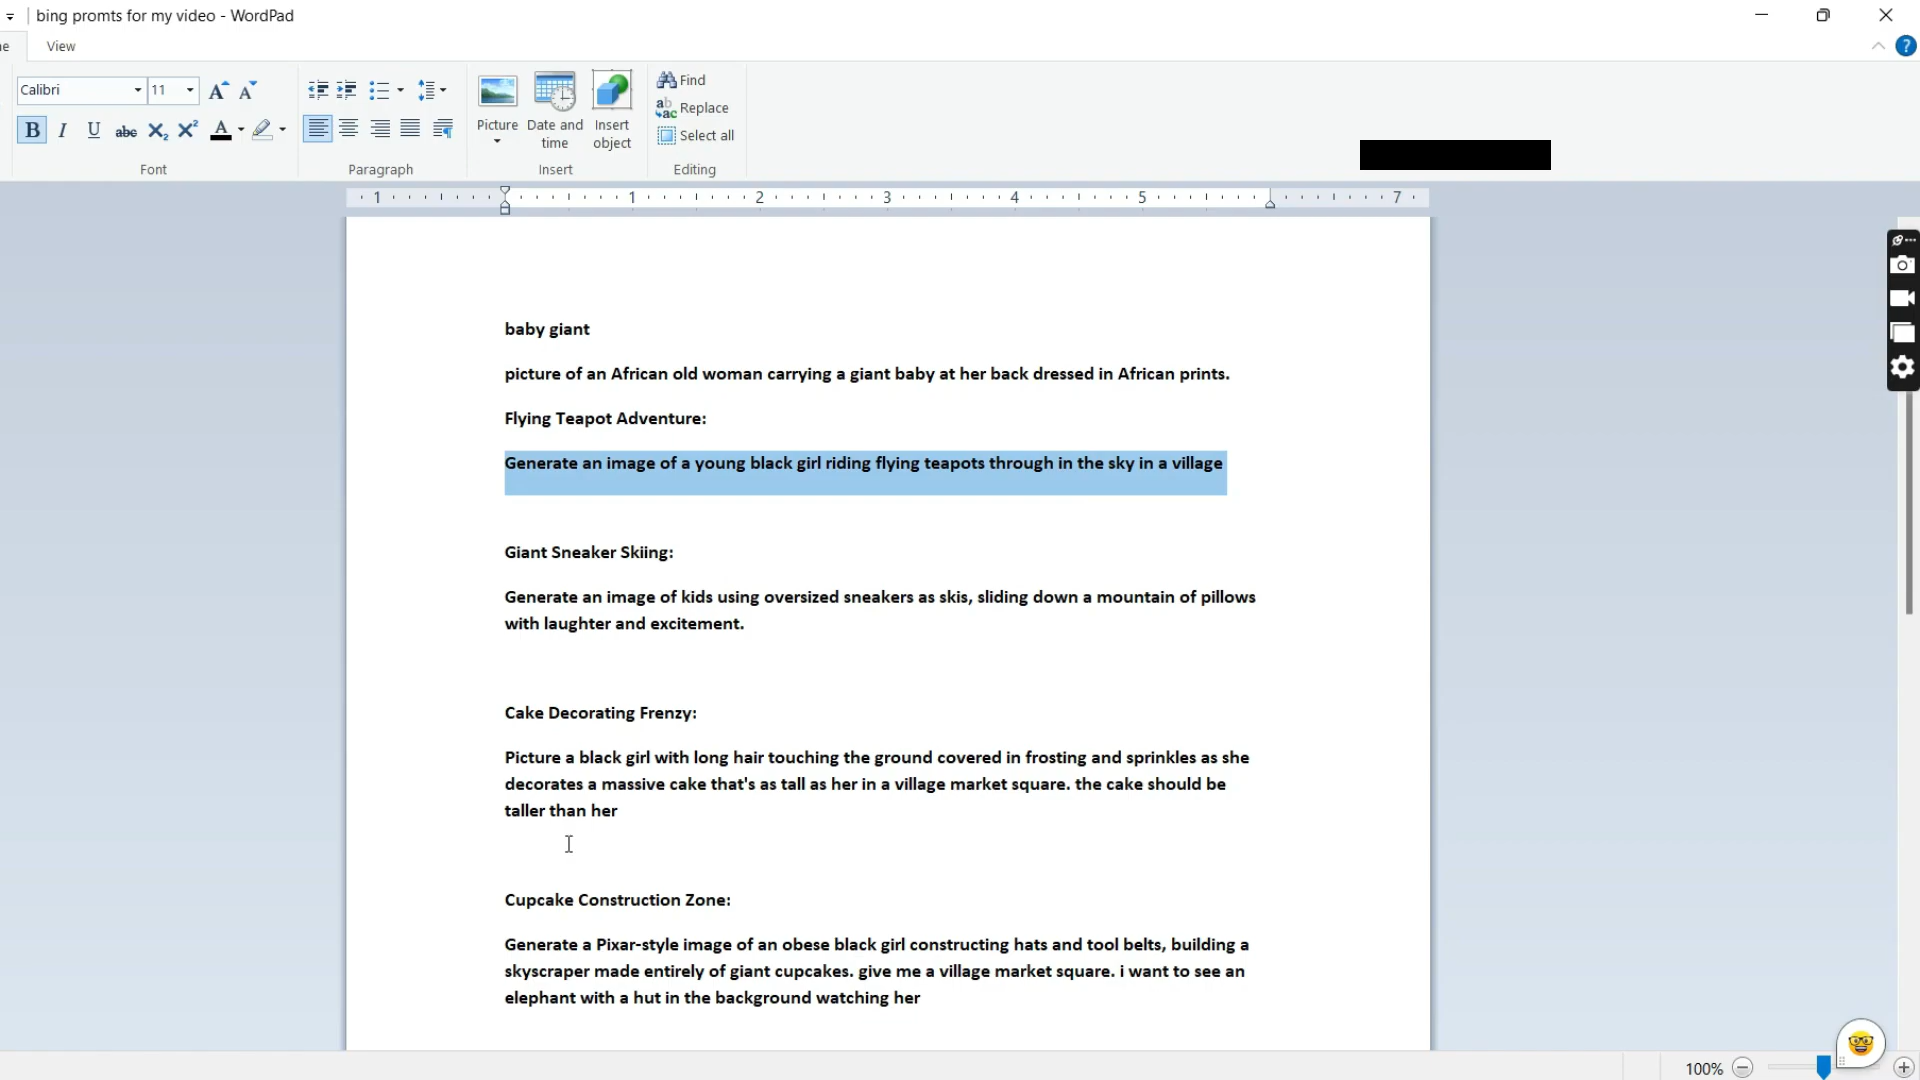 bing promts for my video - WordPad
View
Calibri
11
Find
Replace
Select all
Picture
Date and
time
Insert
object
Font
Paragraph
Insert
Editing
1 1 2 3 4 5 7
baby giant
picture of an African old woman carrying a giant baby at her back dressed in African prints.
Flying Teapot Adventure:
Generate an image of a young black girl riding flying teapots through in the sky in a village
Giant Sneaker Skiing:
Generate an image of kids using oversized sneakers as skis, sliding down a mountain of pillows
with laughter and excitement.
Cake Decorating Frenzy:
Picture a black girl with long hair touching the ground covered in frosting and sprinkles as she
decorates a massive cake that's as tall as her in a village market square. the cake should be
taller than her
Cupcake Construction Zone:
Generate a Pixar-style image of an obese black girl constructing hats and tool belts, building a
skyscraper made entirely of giant cupcakes. give me a village market square. i want to see an
elephant with a hut in the background watching her
100%